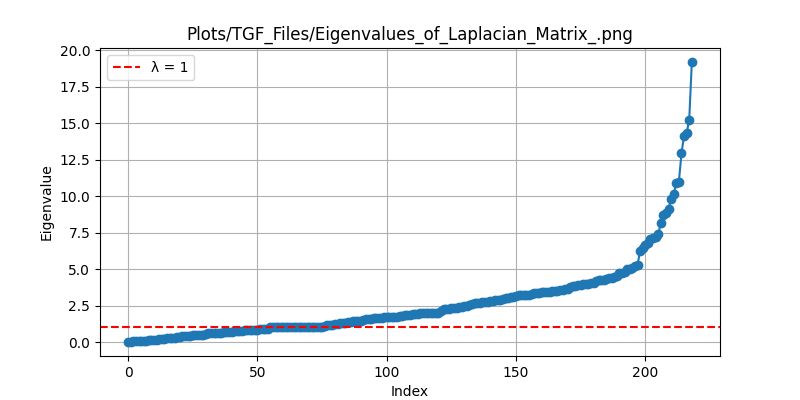 Plots/TGF_Files/Eigenvalues_of_Laplacian_Matrix_.png
λ = 1
20.0
17.5
15.0
12.5
10.0
7.5
5.0
2.5
0.0
Eigenvalue
0 50 100 150 200
Index